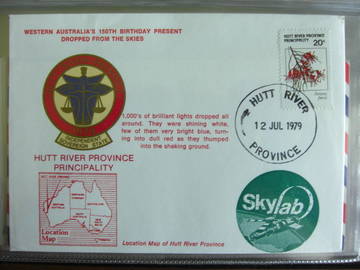 WESTERN AUSTRALIA'S 150TH BIRTHDAY PRESENT
DROPPED FROM THE SKIES
HUTT RIVER PROVINCE
PRINCIPALITY
20c
INDEPENDENT
SOVEREIGN STATE
1,000's of brilliant lights dropped all
around. They were shining white,
few of them very bright blue, turn-
ing into dull red as they thumped
into the shaking ground.
HUTT RIVER
12 JUL 1979
PROVINCE
HUTT RIVER PROVINCE
PRINCIPALITY
Location
Map
Location Map of Hutt River Province
Skylab